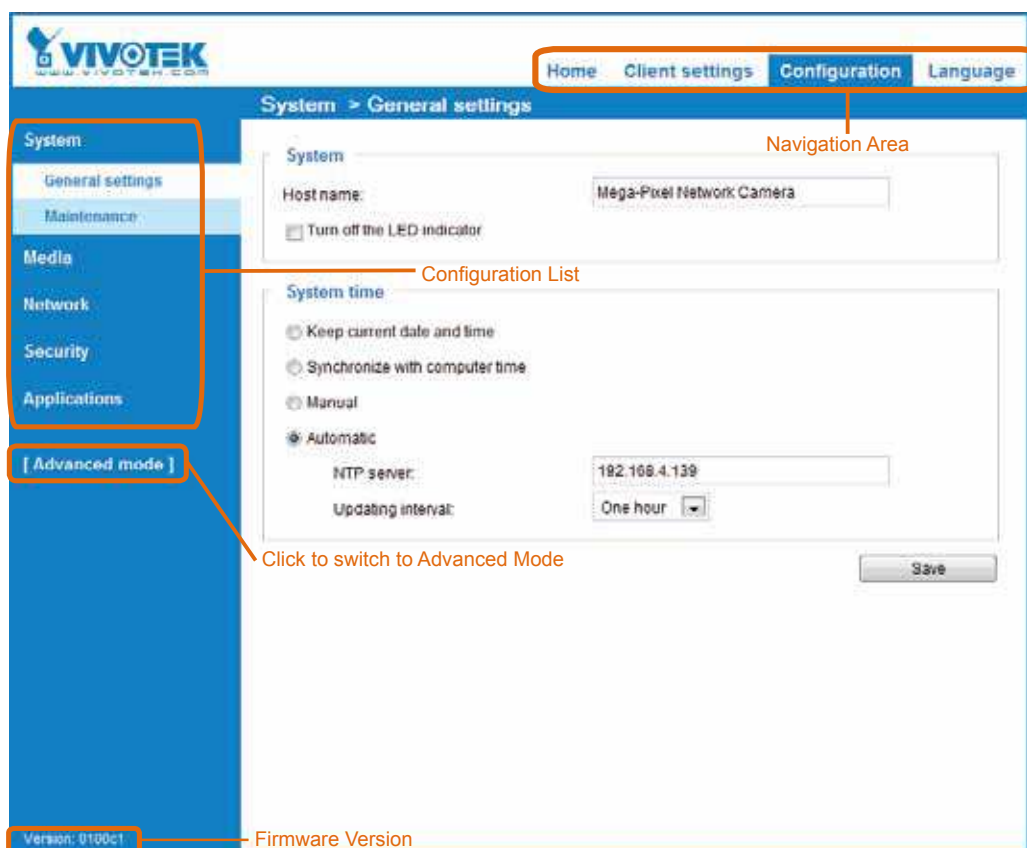 VIVOTEK
WWW.VIVOTEK.COM
Home Client settings Configuration Language
System > General settings
Navigation Area
System
General settings
Maintenance
Media
Network
Security
Applications
[ Advanced mode ]
Configuration List
System
Host name: Mega-Pixel Network Camera
Turn off the LED indicator
System time
Keep current date and time
Synchronize with computer time
Manual
Automatic
NTP server: 192.168.4.139
Updating interval: One hour
Click to switch to Advanced Mode
Save
Version: 0100c1
Firmware Version